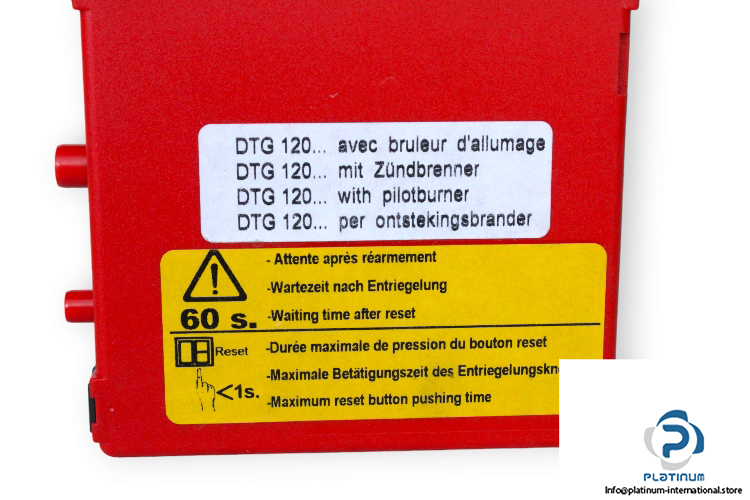 DTG 120... avec bruleur d'allumage
DTG 120... mit Zündbrenner
DTG 120... with pilotburner
DTG 120... per ontstekingsbrander
- Attente après réarmement
-Wartezeit nach Entriegelung
60 s. -Waiting time after reset
Reset -Durée maximale de pression du bouton reset
-Maximale Betätigungszeit des
<1s. -Maximum reset button pushing time
PLATINUM
Info@platinum-international.store